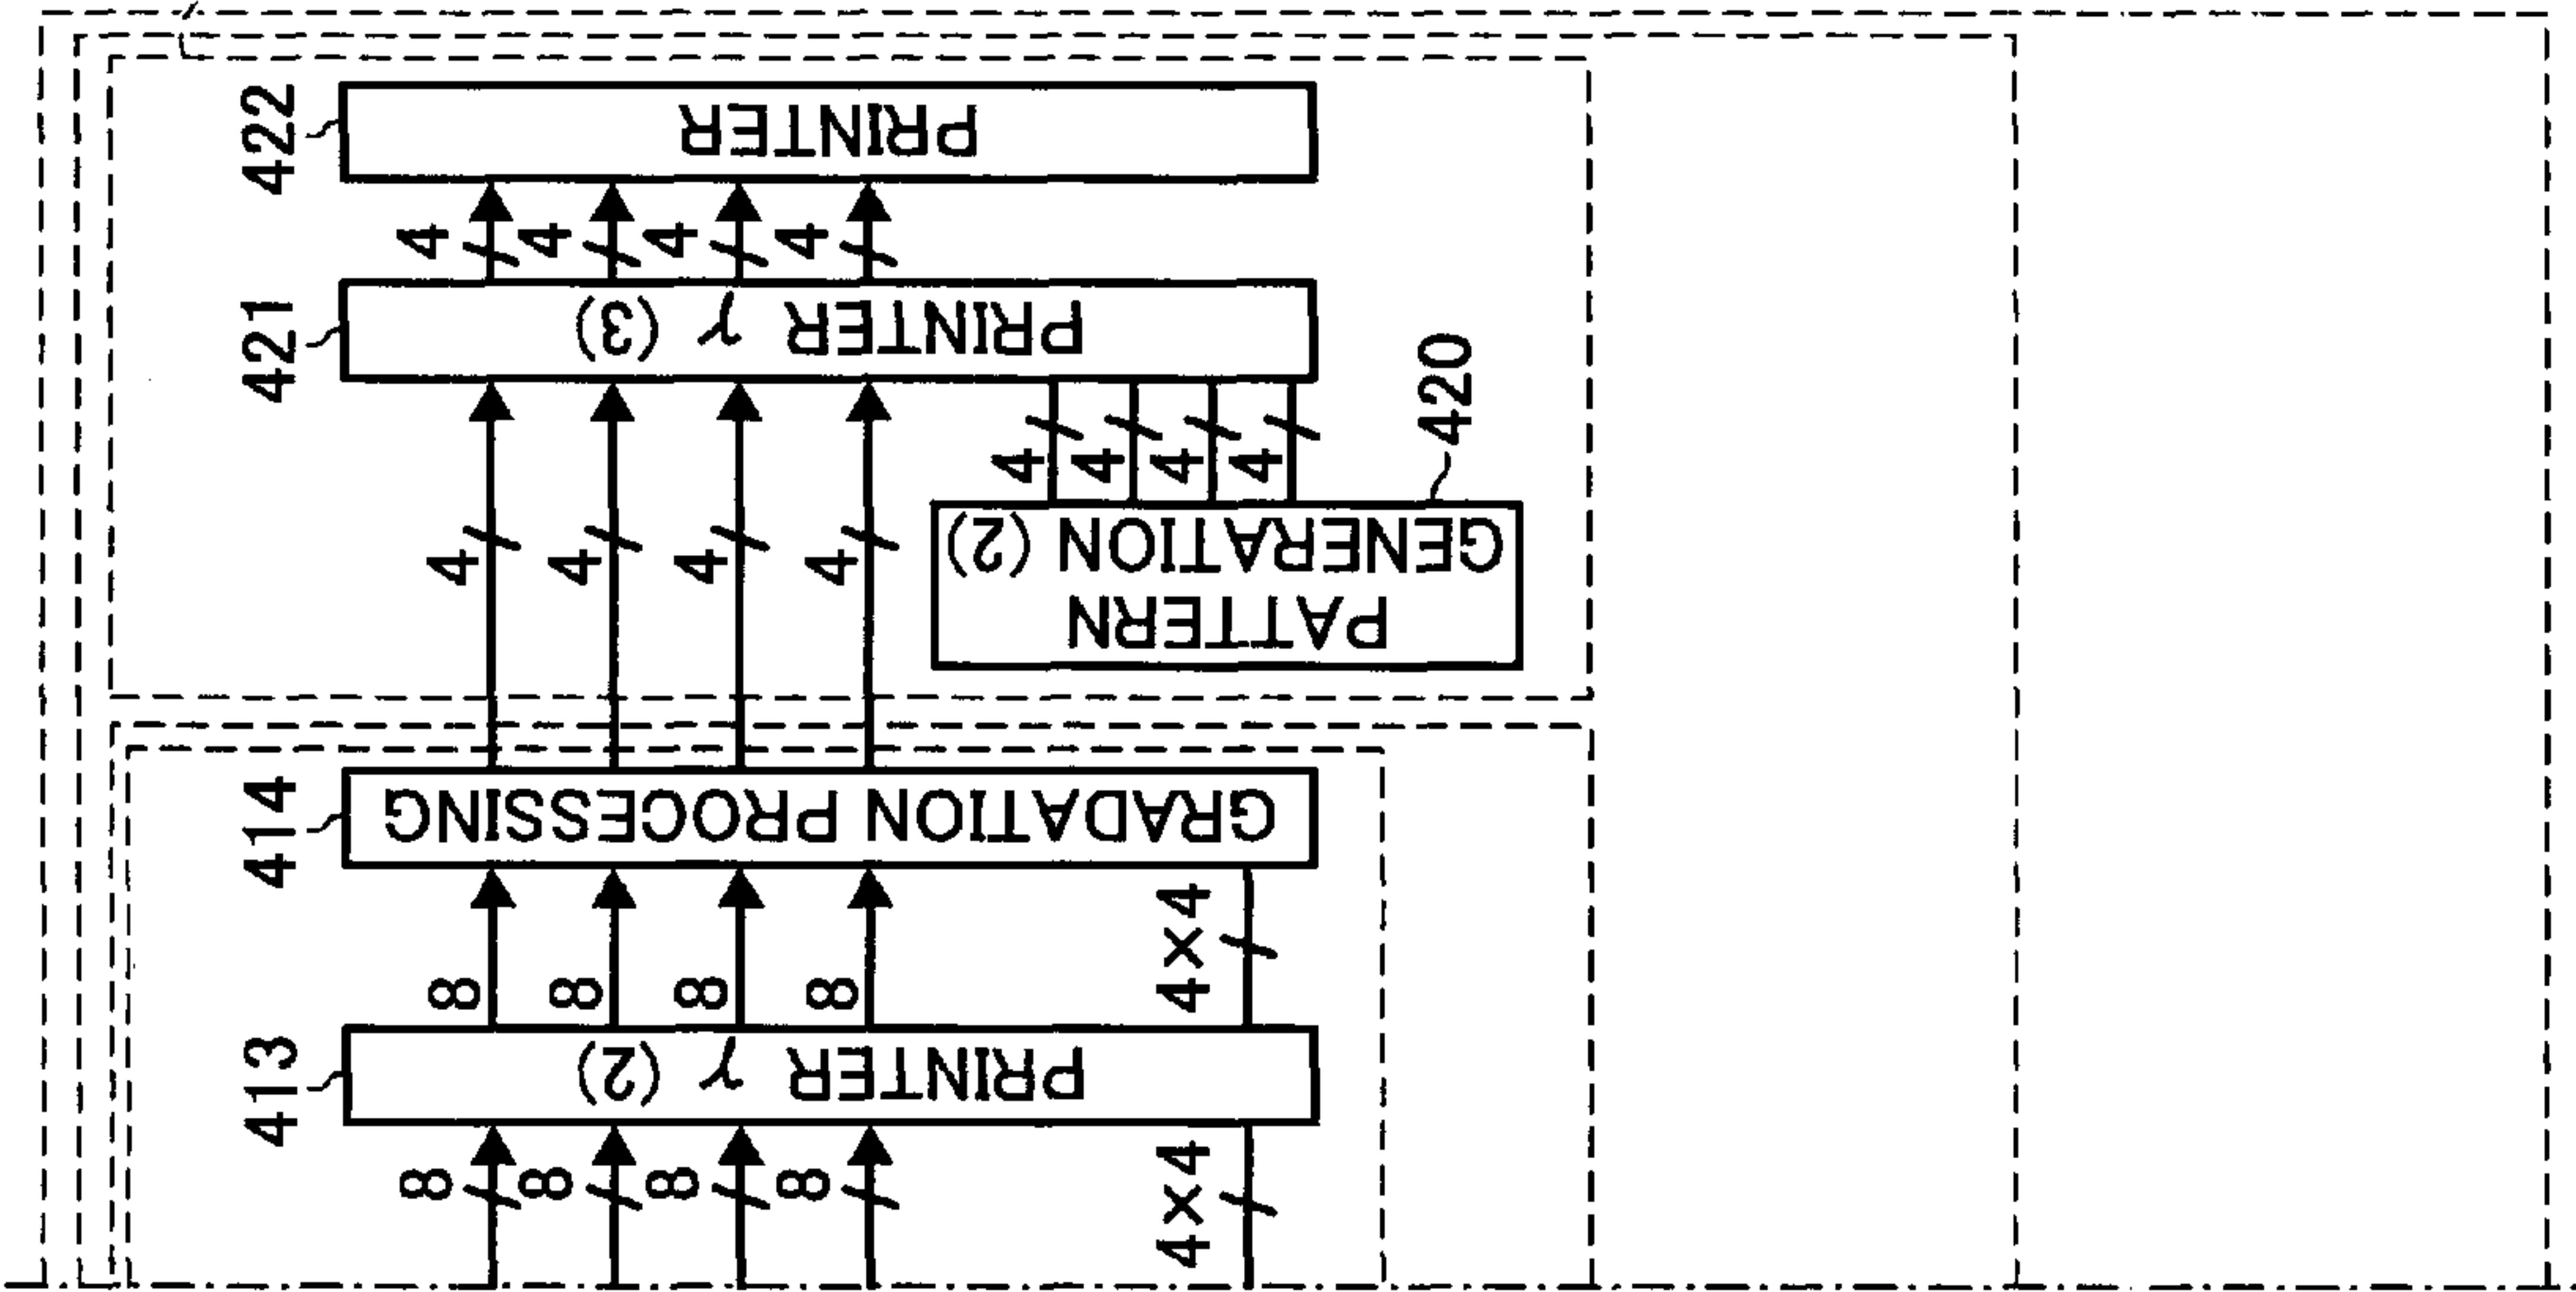 422
PRINTER
4 4 4 4
421
PRINTER γ (3)
4 4 4 4
4 4 4 4
420
PATTERN
GENERATION (2)
414
GRADATION PROCESSING
8 8 8 8
4×4
413
PRINTER γ (2)
8 8 8 8
4×4